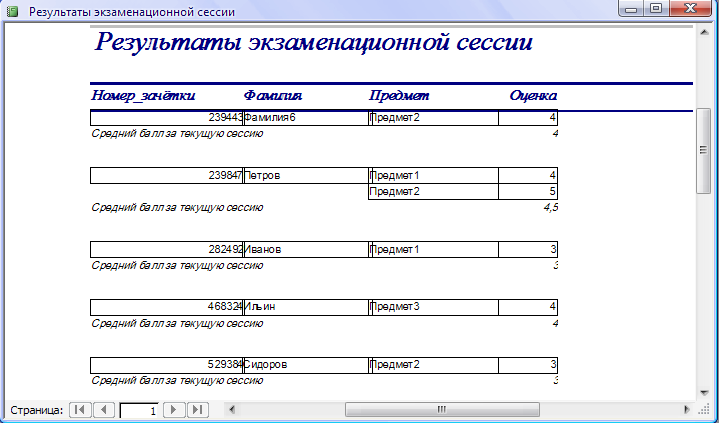 Результаты экзаменационной сессии
Результаты экзаменационной сессии
Номер_зачётки Фамилия Предмет Оценка
239443 Фамилия6 Предмет2 4
Средний балл за текущую сессию 4
239847 Петров Предмет1 4
Предмет2 5
Средний балл за текущую сессию 4,5
282492 Иванов Предмет1 3
Средний балл за текущую сессию 3
468324 Ильин Предмет3 4
Средний балл за текущую сессию 4
529384 Сидоров Предмет2 3
Средний балл за текущую сессию 3
Страница: 1